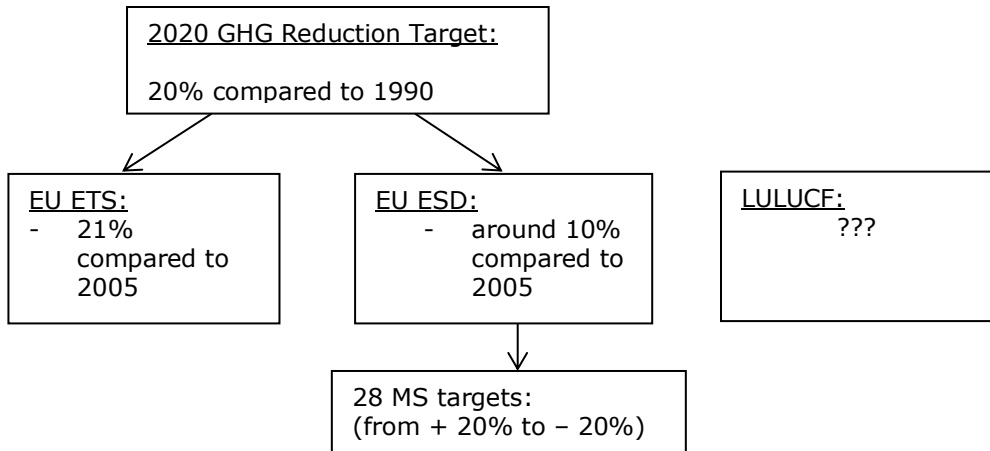 2020 GHG Reduction Target:
20% compared to 1990
EU ETS:
- 21%
compared to
2005
EU ESD:
- around 10%
compared to
2005
LULUCF:
???
28 MS targets:
(from + 20% to – 20%)